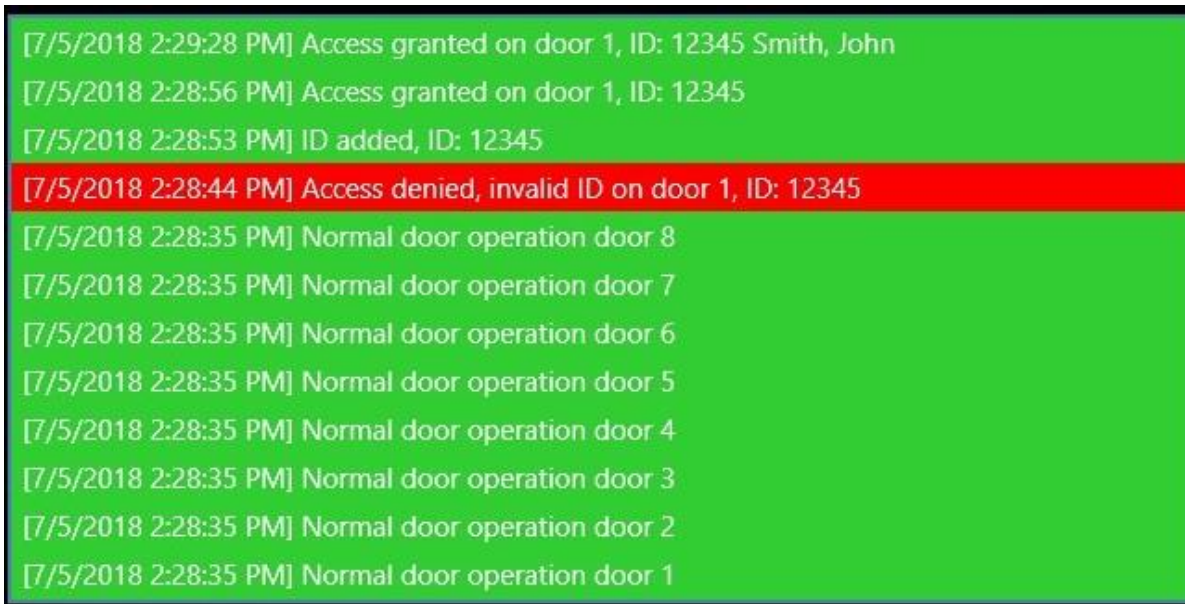 [7/5/2018 2:29:28 PM] Access granted on door 1, ID: 12345 Smith, John
[7/5/2018 2:28:56 PM] Access granted on door 1, ID: 12345
[7/5/2018 2:28:53 PM] ID added, ID: 12345
[7/5/2018 2:28:44 PM] Access denied, invalid ID on door 1, ID: 12345
[7/5/2018 2:28:35 PM] Normal door operation door 8
[7/5/2018 2:28:35 PM] Normal door operation door 7
[7/5/2018 2:28:35 PM] Normal door operation door 6
[7/5/2018 2:28:35 PM] Normal door operation door 5
[7/5/2018 2:28:35 PM] Normal door operation door 4
[7/5/2018 2:28:35 PM] Normal door operation door 3
[7/5/2018 2:28:35 PM] Normal door operation door 2
[7/5/2018 2:28:35 PM] Normal door operation door 1